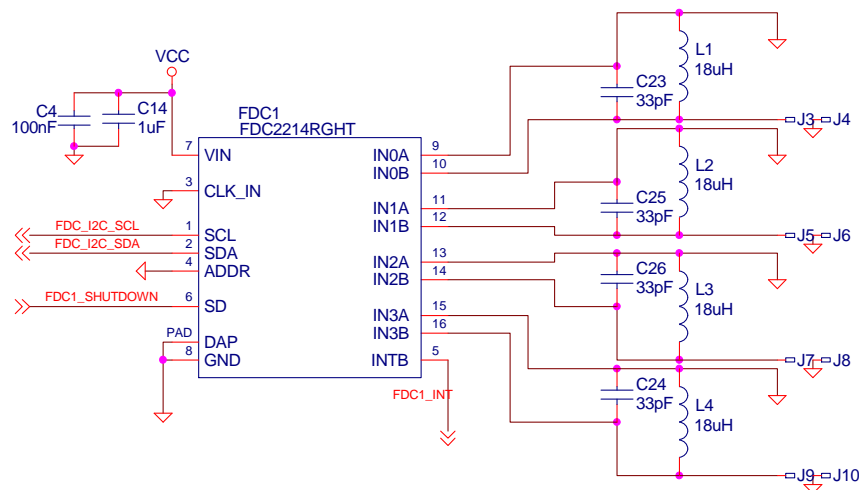 VCC
C4
100nF
C14
1uF
FDC1
FDC2214RGHT
7
VIN
3
CLK_IN
FDC_I2C_SCL
1
SCL
FDC_I2C_SDA
2
SDA
4
ADDR
FDC1_SHUTDOWN
6
SD
PAD
DAP
8
GND
IN0A
9
IN0B
10
IN1A
11
IN1B
12
IN2A
13
IN2B
14
IN3A
15
IN3B
16
INTB
5
FDC1_INT
C23
33pF
L1
18uH
J3
J4
C25
33pF
L2
18uH
J5
J6
C26
33pF
L3
18uH
J7
J8
C24
33pF
L4
18uH
J9
J10